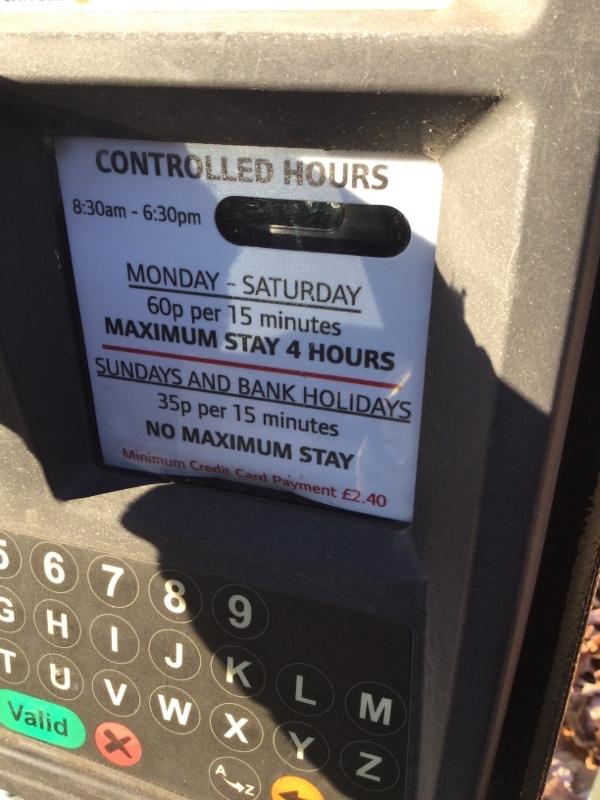 CONTROLLED HOURS
8:30am - 6:30pm
MONDAY - SATURDAY
60p per 15 minutes
MAXIMUM STAY 4 HOURS
SUNDAYS AND BANK HOLIDAYS
35p per 15 minutes
NO MAXIMUM STAY
Minimum Credit Card Payment £2.40
5 6 7 8 9
G H I J K L M
T U V W X Y Z
Valid
A Z